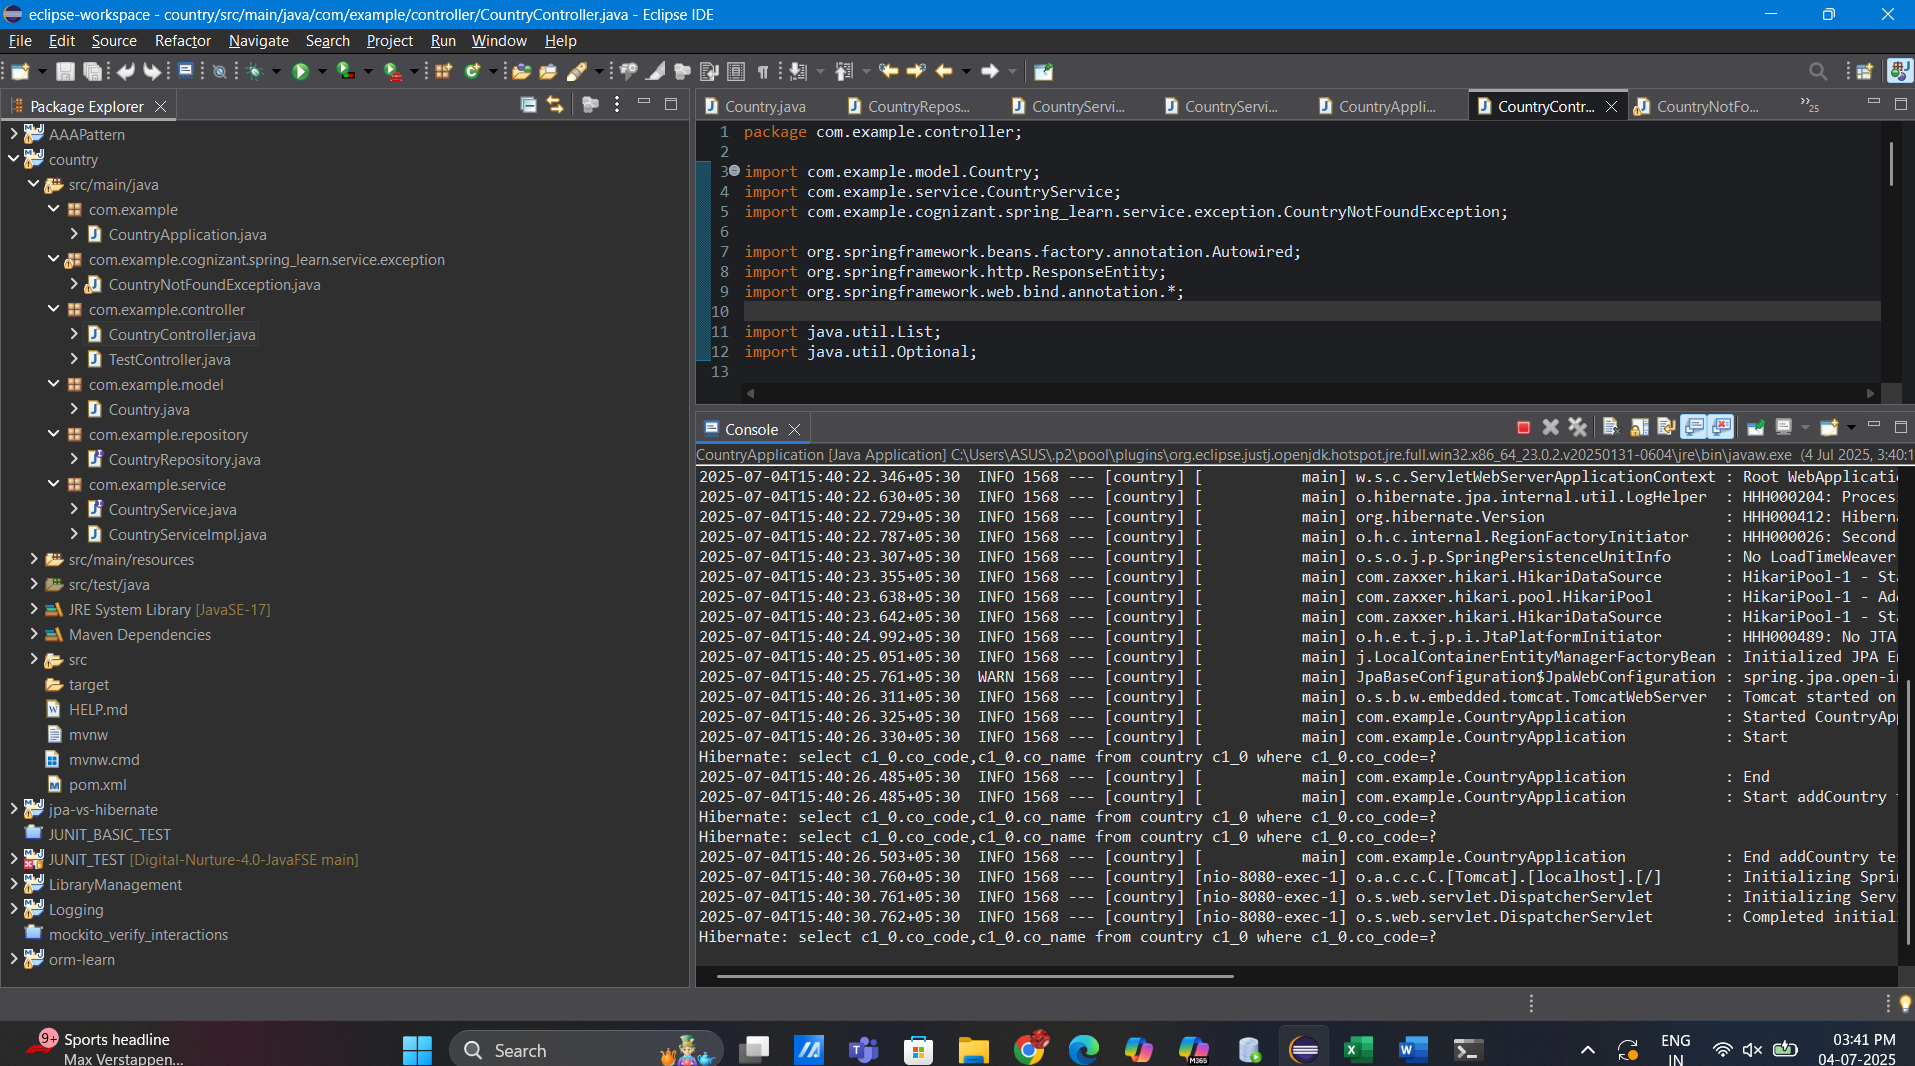 eclipse-workspace - country/src/main/java/com/example/controller/CountryController.java - Eclipse IDE
File Edit Source Refactor Navigate Search Project Run Window Help
Package Explorer
AAAPattern
country
src/main/java
com.example
CountryApplication.java
com.example.cognizant.spring_learn.service.exception
CountryNotFoundException.java
com.example.controller
CountryController.java
TestController.java
com.example.model
Country.java
com.example.repository
CountryRepository.java
com.example.service
CountryService.java
CountryServiceImpl.java
src/main/resources
src/test/java
JRE System Library [JavaSE-17]
Maven Dependencies
src
target
HELP.md
mvnw
mvnw.cmd
pom.xml
jpa-vs-hibernate
JUNIT_BASIC_TEST
JUNIT_TEST [Digital-Nurture-4.0-JavaFSE main]
LibraryManagement
Logging
mockito_verify_interactions
orm-learn
Country.java CountryRepos... CountryServi... CountryServi... CountryAppli... CountryContr... CountryNotFo... 25
1 package com.example.controller;
2
3 import com.example.model.Country;
4 import com.example.service.CountryService;
5 import com.example.cognizant.spring_learn.service.exception.CountryNotFoundException;
6
7 import org.springframework.beans.factory.annotation.Autowired;
8 import org.springframework.http.ResponseEntity;
9 import org.springframework.web.bind.annotation.*;
10
11 import java.util.List;
12 import java.util.Optional;
13
Console
CountryApplication [Java Application] C:\Users\ASUS\.p2\pool\plugins\org.eclipse.justj.openjdk.hotspot.jre.full.win32.x86_64_23.0.2.v20250131-0604\jre\bin\javaw.exe (4 Jul 2025, 3:40:1
2025-07-04T15:40:22.346+05:30 INFO 1568 --- [country] [ main] w.s.c.ServletWebServerApplicationContext : Root WebApplicati
2025-07-04T15:40:22.630+05:30 INFO 1568 --- [country] [ main] o.hibernate.jpa.internal.util.LogHelper : HHH000204: Proces
2025-07-04T15:40:22.729+05:30 INFO 1568 --- [country] [ main] org.hibernate.Version : HHH000412: Hibern
2025-07-04T15:40:22.787+05:30 INFO 1568 --- [country] [ main] o.h.c.internal.RegionFactoryInitiator : HHH000026: Second
2025-07-04T15:40:23.307+05:30 INFO 1568 --- [country] [ main] o.s.o.j.p.SpringPersistenceUnitInfo : No LoadTimeWeaver
2025-07-04T15:40:23.355+05:30 INFO 1568 --- [country] [ main] com.zaxxer.hikari.HikariDataSource : HikariPool-1 - St
2025-07-04T15:40:23.638+05:30 INFO 1568 --- [country] [ main] com.zaxxer.hikari.pool.HikariPool : HikariPool-1 - Ad
2025-07-04T15:40:23.642+05:30 INFO 1568 --- [country] [ main] com.zaxxer.hikari.HikariDataSource : HikariPool-1 - St
2025-07-04T15:40:24.992+05:30 INFO 1568 --- [country] [ main] o.h.e.t.j.p.i.JtaPlatformInitiator : HHH000489: No JTA
2025-07-04T15:40:25.051+05:30 INFO 1568 --- [country] [ main] j.LocalContainerEntityManagerFactoryBean : Initialized JPA E
2025-07-04T15:40:25.761+05:30 WARN 1568 --- [country] [ main] JpaBaseConfiguration$JpaWebConfiguration : spring.jpa.open-i
2025-07-04T15:40:26.311+05:30 INFO 1568 --- [country] [ main] o.s.b.w.embedded.tomcat.TomcatWebServer : Tomcat started on
2025-07-04T15:40:26.325+05:30 INFO 1568 --- [country] [ main] com.example.CountryApplication : Started CountryAp
2025-07-04T15:40:26.330+05:30 INFO 1568 --- [country] [ main] com.example.CountryApplication : Start
Hibernate: select c1_0.co_code,c1_0.co_name from country c1_0 where c1_0.co_code=?
2025-07-04T15:40:26.485+05:30 INFO 1568 --- [country] [ main] com.example.CountryApplication : End
2025-07-04T15:40:26.485+05:30 INFO 1568 --- [country] [ main] com.example.CountryApplication : Start addCountry
Hibernate: select c1_0.co_code,c1_0.co_name from country c1_0 where c1_0.co_code=?
Hibernate: select c1_0.co_code,c1_0.co_name from country c1_0 where c1_0.co_code=?
2025-07-04T15:40:26.503+05:30 INFO 1568 --- [country] [ main] com.example.CountryApplication : End addCountry te
2025-07-04T15:40:30.760+05:30 INFO 1568 --- [country] [nio-8080-exec-1] o.a.c.c.C.[Tomcat].[localhost].[/] : Initializing Spri
2025-07-04T15:40:30.761+05:30 INFO 1568 --- [country] [nio-8080-exec-1] o.s.web.servlet.DispatcherServlet : Initializing Serv
2025-07-04T15:40:30.762+05:30 INFO 1568 --- [country] [nio-8080-exec-1] o.s.web.servlet.DispatcherServlet : Completed initial
Hibernate: select c1_0.co_code,c1_0.co_name from country c1_0 where c1_0.co_code=?
9+
Sports headline
Max Verstappen...
Search
M365
ENG
IN
03:41 PM
04-07-2025